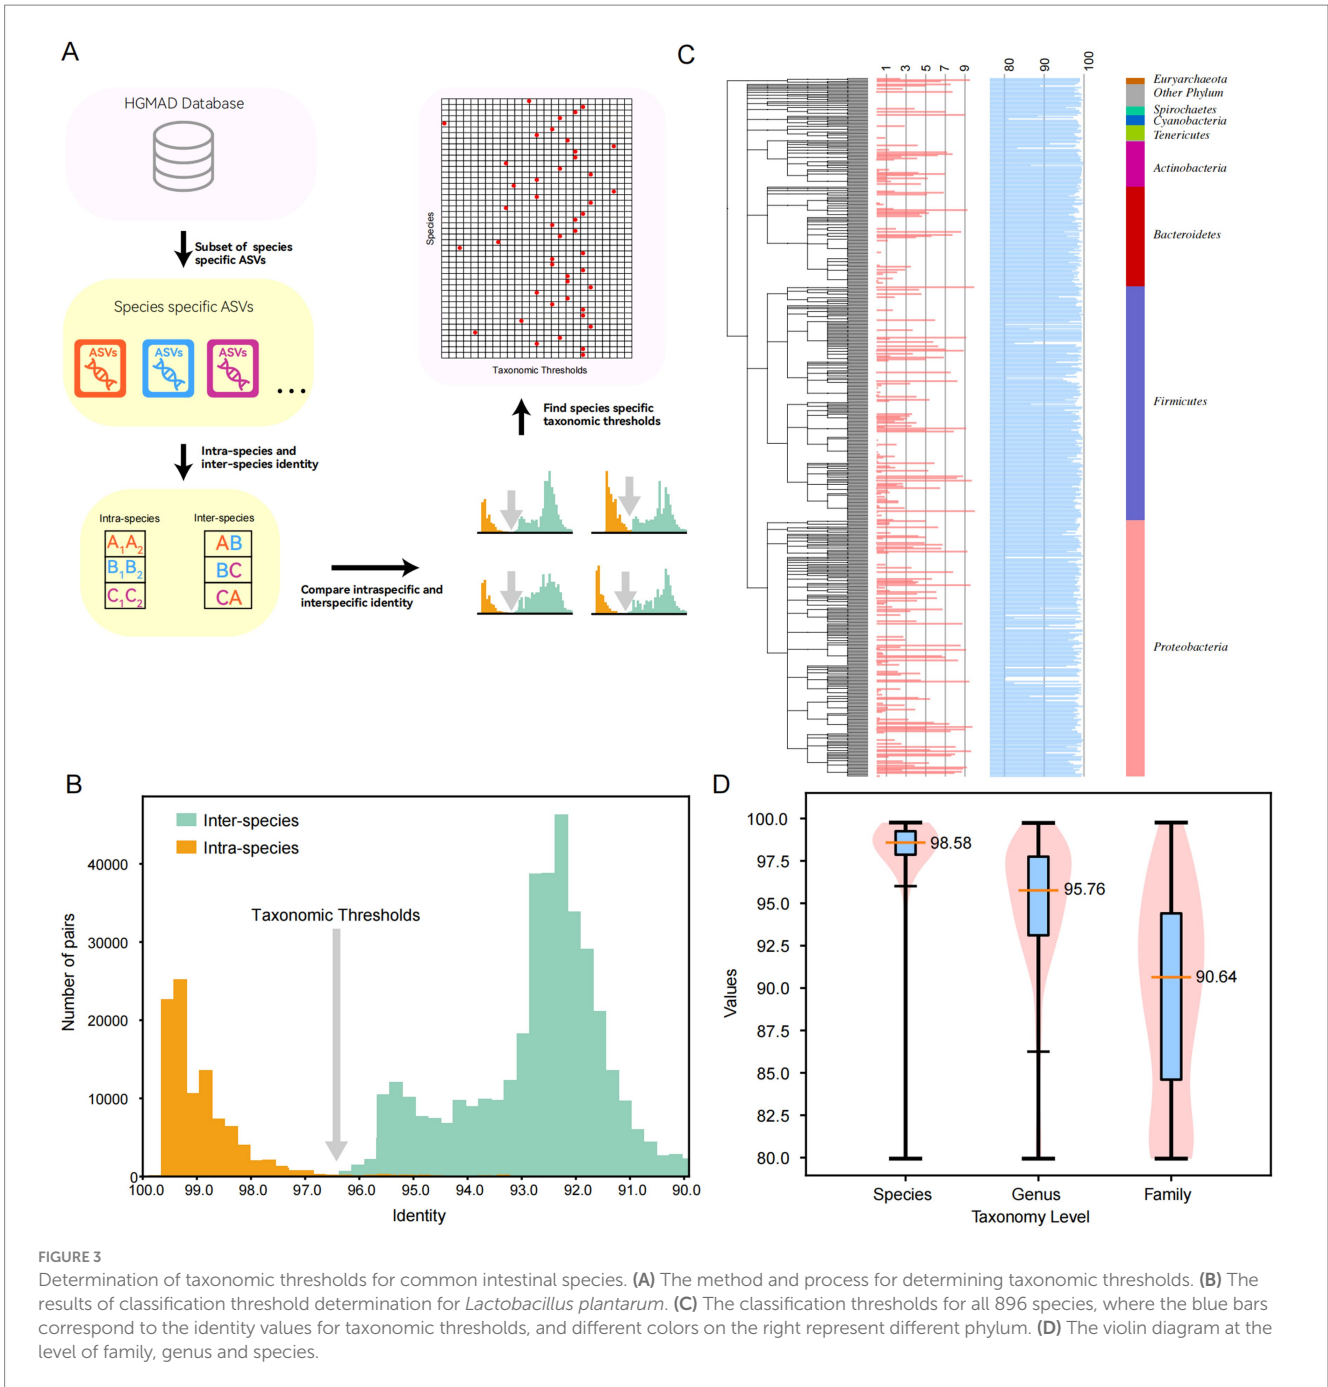 A
HGMAD Database
Subset of species
specific ASVs
Species specific ASVs
ASVs
ASVs
ASVs
...
Intra-species and
inter-species identity
Intra-species
Inter-species
A1A2
B1B2
C1C2
AB
BC
CA
Compare intraspecific and
interspecific identity
Find species specific
taxonomic thresholds
Species
Taxonomic Thresholds
C
1 3 5 7 9
80 90 100
Euryarchaeota
Other Phylum
Spirochaetes
Cyanobacteria
Tenericutes
Actinobacteria
Bacteroidetes
Firmicutes
Proteobacteria
B
Inter-species
Intra-species
Taxonomic Thresholds
Number of pairs
40000
30000
20000
10000
0
100.0 99.0 98.0 97.0 96.0 95.0 94.0 93.0 92.0 91.0 90.0
Identity
D
Values
100.0
97.5
95.0
92.5
90.0
87.5
85.0
82.5
80.0
98.58
95.76
90.64
Species Genus Family
Taxonomy Level
FIGURE 3
Determination of taxonomic thresholds for common intestinal species. (A) The method and process for determining taxonomic thresholds. (B) The
results of classification threshold determination for Lactobacillus plantarum. (C) The classification thresholds for all 896 species, where the blue bars
correspond to the identity values for taxonomic thresholds, and different colors on the right represent different phylum. (D) The violin diagram at the
level of family, genus and species.